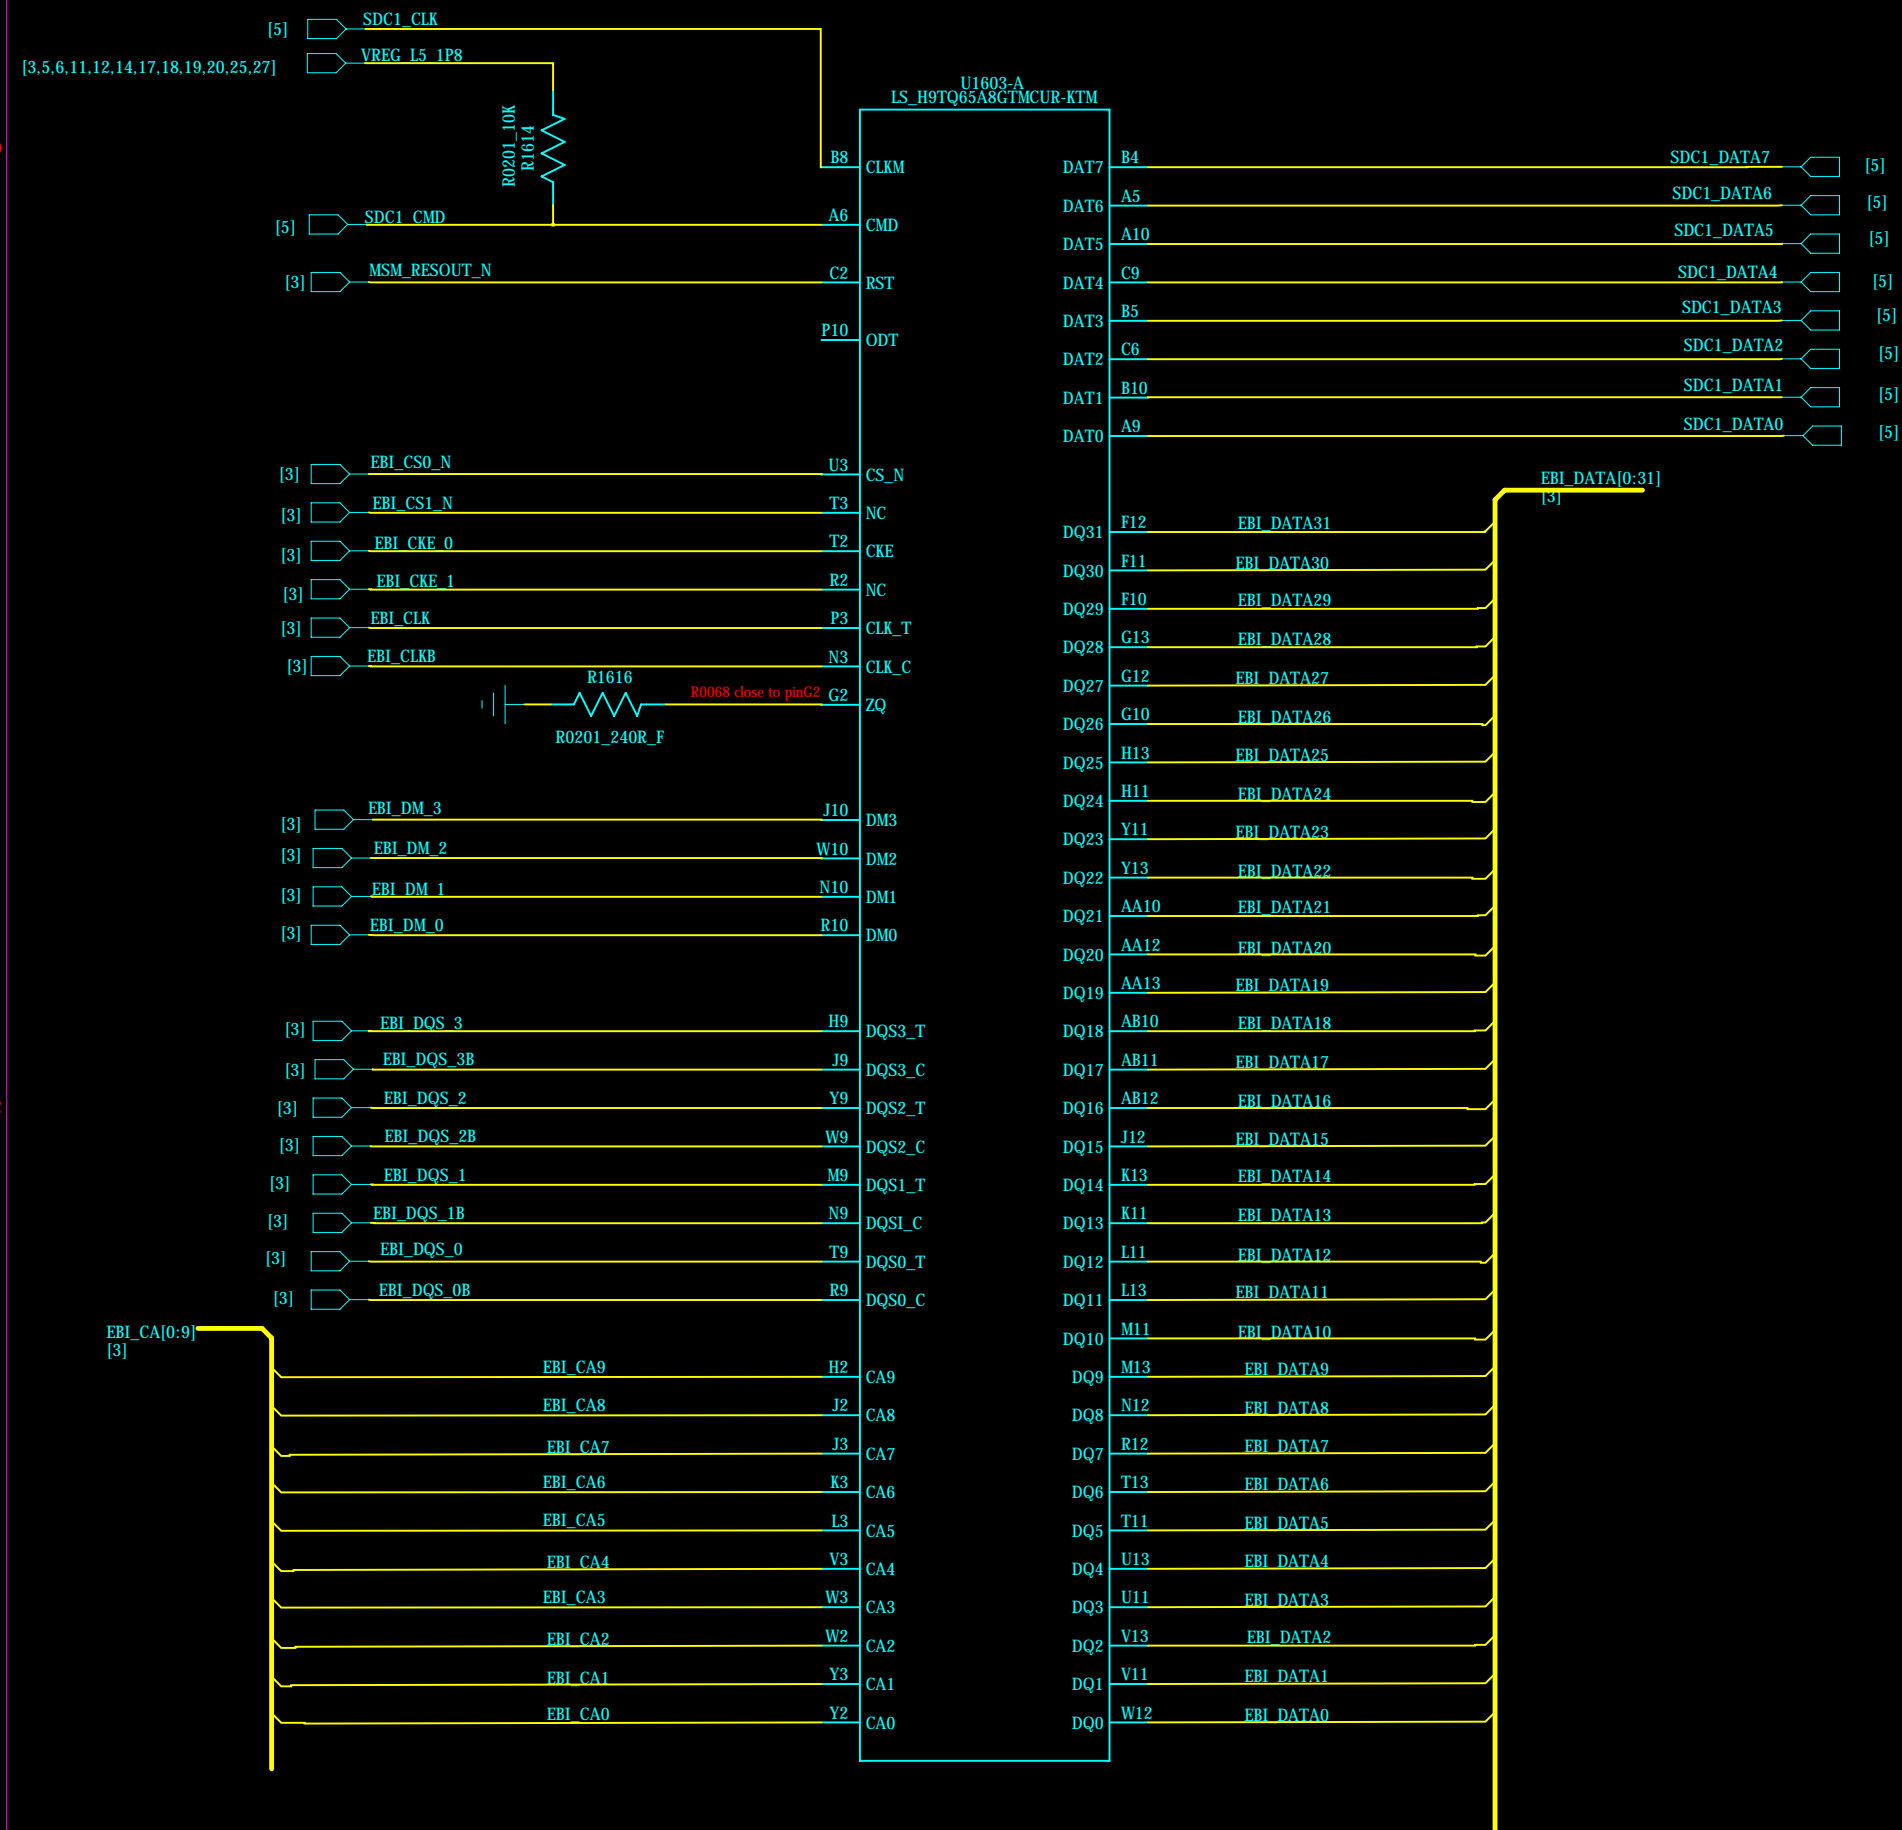 [5] SDC1_CLK
[3,5,6,11,12,14,17,18,19,20,25,27] VREG_L5_1P8
U1603-A
LS_H9TQ65A8GTMCUR-KTM
R0201_10K
R1614
B8 CLKM
[5] SDC1_CMD A6 CMD
[3] MSM_RESOUT_N C2 RST
P10 ODT
[3] EBI_CS0_N U3 CS_N
[3] EBI_CS1_N T3 NC
[3] EBI_CKE_0 T2 CKE
[3] EBI_CKE_1 R2 NC
[3] EBI_CLK P3 CLK_T
[3] EBI_CLKB N3 CLK_C
R1616
R0068 close to pinG2 G2 ZQ
R0201_240R_F
[3] EBI_DM_3 J10 DM3
[3] EBI_DM_2 W10 DM2
[3] EBI_DM_1 N10 DM1
[3] EBI_DM_0 R10 DM0
[3] EBI_DQS_3 H9 DQS3_T
[3] EBI_DQS_3B J9 DQS3_C
[3] EBI_DQS_2 Y9 DQS2_T
[3] EBI_DQS_2B W9 DQS2_C
[3] EBI_DQS_1 M9 DQS1_T
[3] EBI_DQS_1B N9 DQSI_C
[3] EBI_DQS_0 T9 DQS0_T
[3] EBI_DQS_0B R9 DQS0_C
EBI_CA[0:9]
[3]
EBI_CA9 H2 CA9
EBI_CA8 J2 CA8
EBI_CA7 J3 CA7
EBI_CA6 K3 CA6
EBI_CA5 L3 CA5
EBI_CA4 V3 CA4
EBI_CA3 W3 CA3
EBI_CA2 W2 CA2
EBI_CA1 Y3 CA1
EBI_CA0 Y2 CA0
DAT7 B4 SDC1_DATA7 [5]
DAT6 A5 SDC1_DATA6 [5]
DAT5 A10 SDC1_DATA5 [5]
DAT4 C9 SDC1_DATA4 [5]
DAT3 B5 SDC1_DATA3 [5]
DAT2 C6 SDC1_DATA2 [5]
DAT1 B10 SDC1_DATA1 [5]
DAT0 A9 SDC1_DATA0 [5]
EBI_DATA[0:31]
[3]
DQ31 F12 EBI_DATA31
DQ30 F11 EBI_DATA30
DQ29 F10 EBI_DATA29
DQ28 G13 EBI_DATA28
DQ27 G12 EBI_DATA27
DQ26 G10 EBI_DATA26
DQ25 H13 EBI_DATA25
DQ24 H11 EBI_DATA24
DQ23 Y11 EBI_DATA23
DQ22 Y13 EBI_DATA22
DQ21 AA10 EBI_DATA21
DQ20 AA12 EBI_DATA20
DQ19 AA13 EBI_DATA19
DQ18 AB10 EBI_DATA18
DQ17 AB11 EBI_DATA17
DQ16 AB12 EBI_DATA16
DQ15 J12 EBI_DATA15
DQ14 K13 EBI_DATA14
DQ13 K11 EBI_DATA13
DQ12 L11 EBI_DATA12
DQ11 L13 EBI_DATA11
DQ10 M11 EBI_DATA10
DQ9 M13 EBI_DATA9
DQ8 N12 EBI_DATA8
DQ7 R12 EBI_DATA7
DQ6 T13 EBI_DATA6
DQ5 T11 EBI_DATA5
DQ4 U13 EBI_DATA4
DQ3 U11 EBI_DATA3
DQ2 V13 EBI_DATA2
DQ1 V11 EBI_DATA1
DQ0 W12 EBI_DATA0